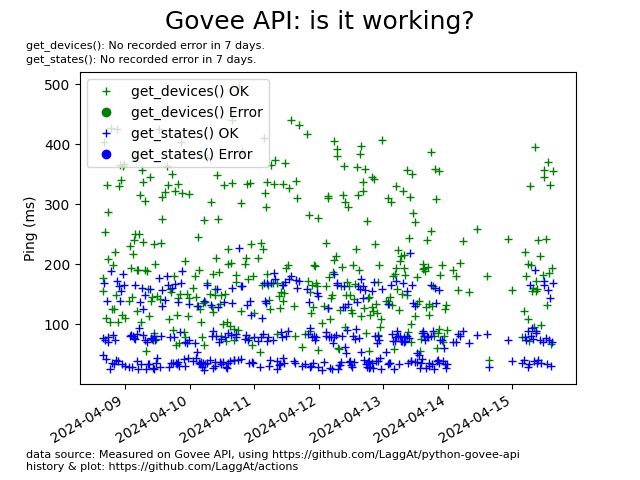 Govee API: is it working?
get_devices(): No recorded error in 7 days.
get_states(): No recorded error in 7 days.
get_devices() OK
get_devices() Error
get_states() OK
get_states() Error
Ping (ms)
500
400
300
200
100
2024-04-09
2024-04-10
2024-04-11
2024-04-12
2024-04-13
2024-04-14
2024-04-15
data source: Measured on Govee API, using https://github.com/LaggAt/python-govee-api
history & plot: https://github.com/LaggAt/actions